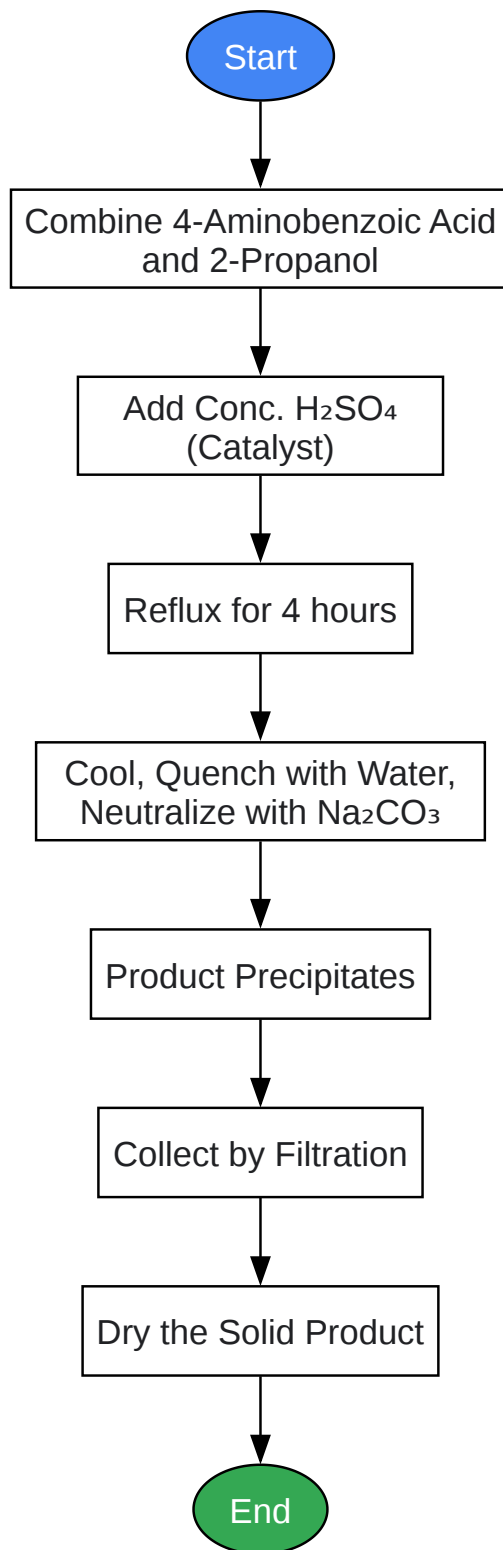 Start
Combine 4-Aminobenzoic Acid
and 2-Propanol
Add Conc. H₂SO₄
(Catalyst)
Reflux for 4 hours
Cool, Quench with Water,
Neutralize with Na₂CO₃
Product Precipitates
Collect by Filtration
Dry the Solid Product
End